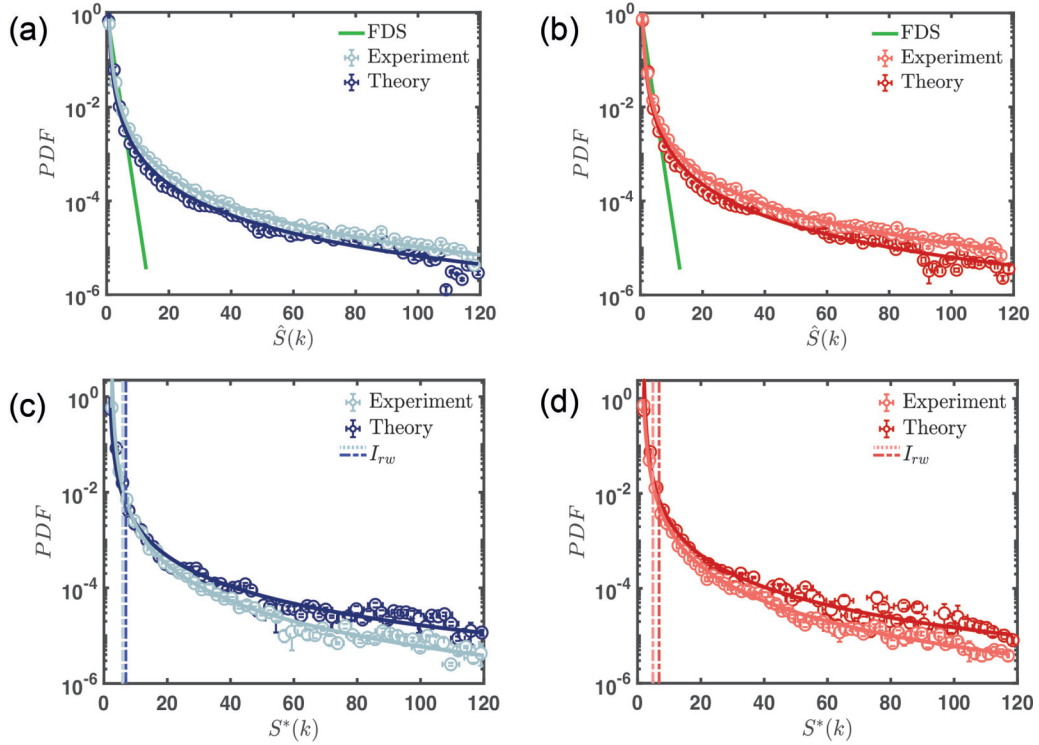 (a)
10^0
10^-2
10^-4
10^-6
PDF
0 20 40 60 80 100 120
Ŝ(k)
FDS
Experiment
Theory
(b)
10^0
10^-2
10^-4
10^-6
PDF
0 20 40 60 80 100 120
Ŝ(k)
FDS
Experiment
Theory
(c)
10^0
10^-2
10^-4
10^-6
PDF
0 20 40 60 80 100 120
S*(k)
Experiment
Theory
I_rw
(d)
10^0
10^-2
10^-4
10^-6
PDF
0 20 40 60 80 100 120
S*(k)
Experiment
Theory
I_rw